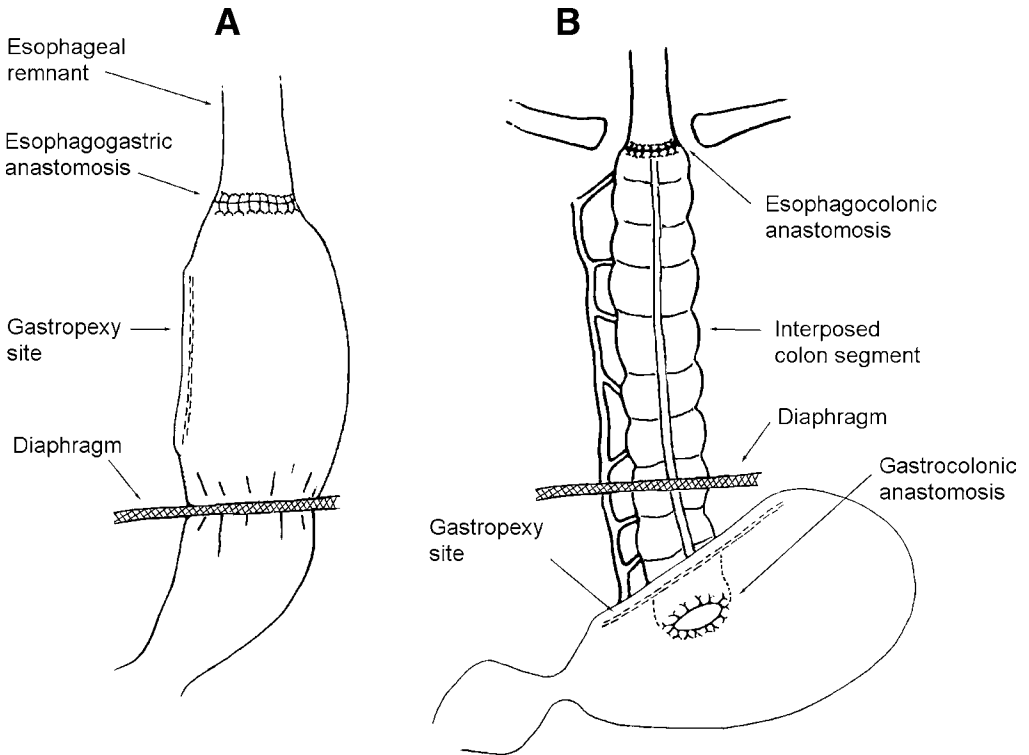 A
Esophageal
remnant
Esophagogastric
anastomosis
Gastropexy
site
Diaphragm
B
Esophagocolonic
anastomosis
Interposed
colon segment
Diaphragm
Gastrocolonic
anastomosis
Gastropexy
site